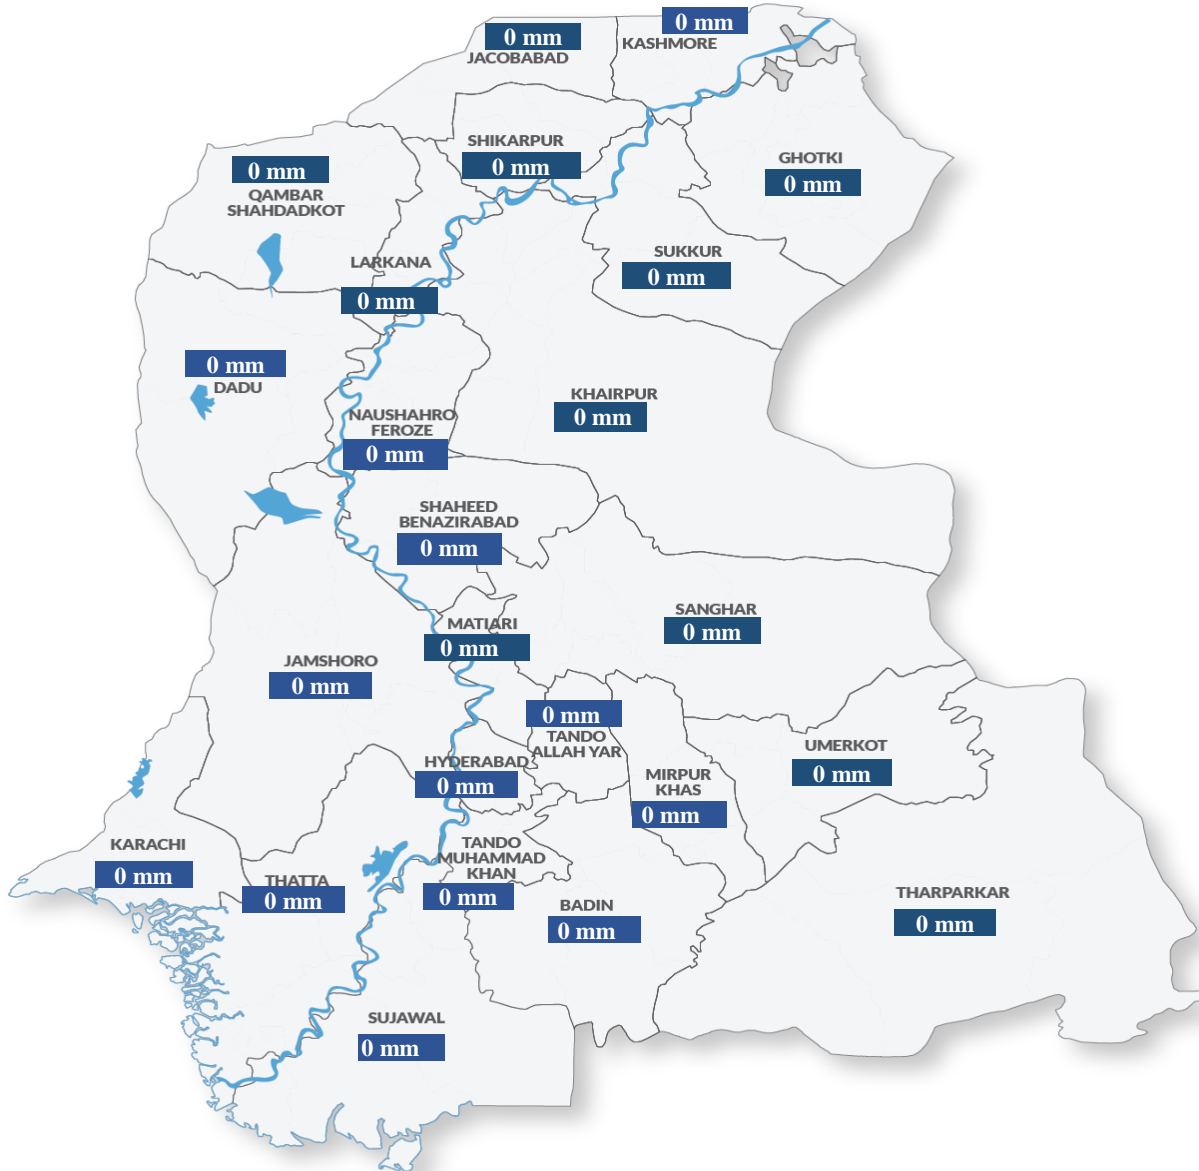 0 mm
JACOBABAD
0 mm
KASHMORE
SHIKARPUR
0 mm
GHOTKI
0 mm
0 mm
QAMBAR
SHAHDADKOT
SUKKUR
0 mm
LARKANA
0 mm
0 mm
DADU
KHAIRPUR
0 mm
NAUSHAHRO
FEROZE
0 mm
SHAHEED
BENAZIRABAD
0 mm
SANGHAR
0 mm
MATIARI
0 mm
JAMSHORO
0 mm
0 mm
TANDO
ALLAH YAR
UMERKOT
0 mm
HYDERABAD
0 mm
MIRPUR
KHAS
0 mm
KARACHI
0 mm
THATTA
0 mm
TANDO
MUHAMMAD
KHAN
0 mm
BADIN
0 mm
THARPARKAR
0 mm
SUJAWAL
0 mm